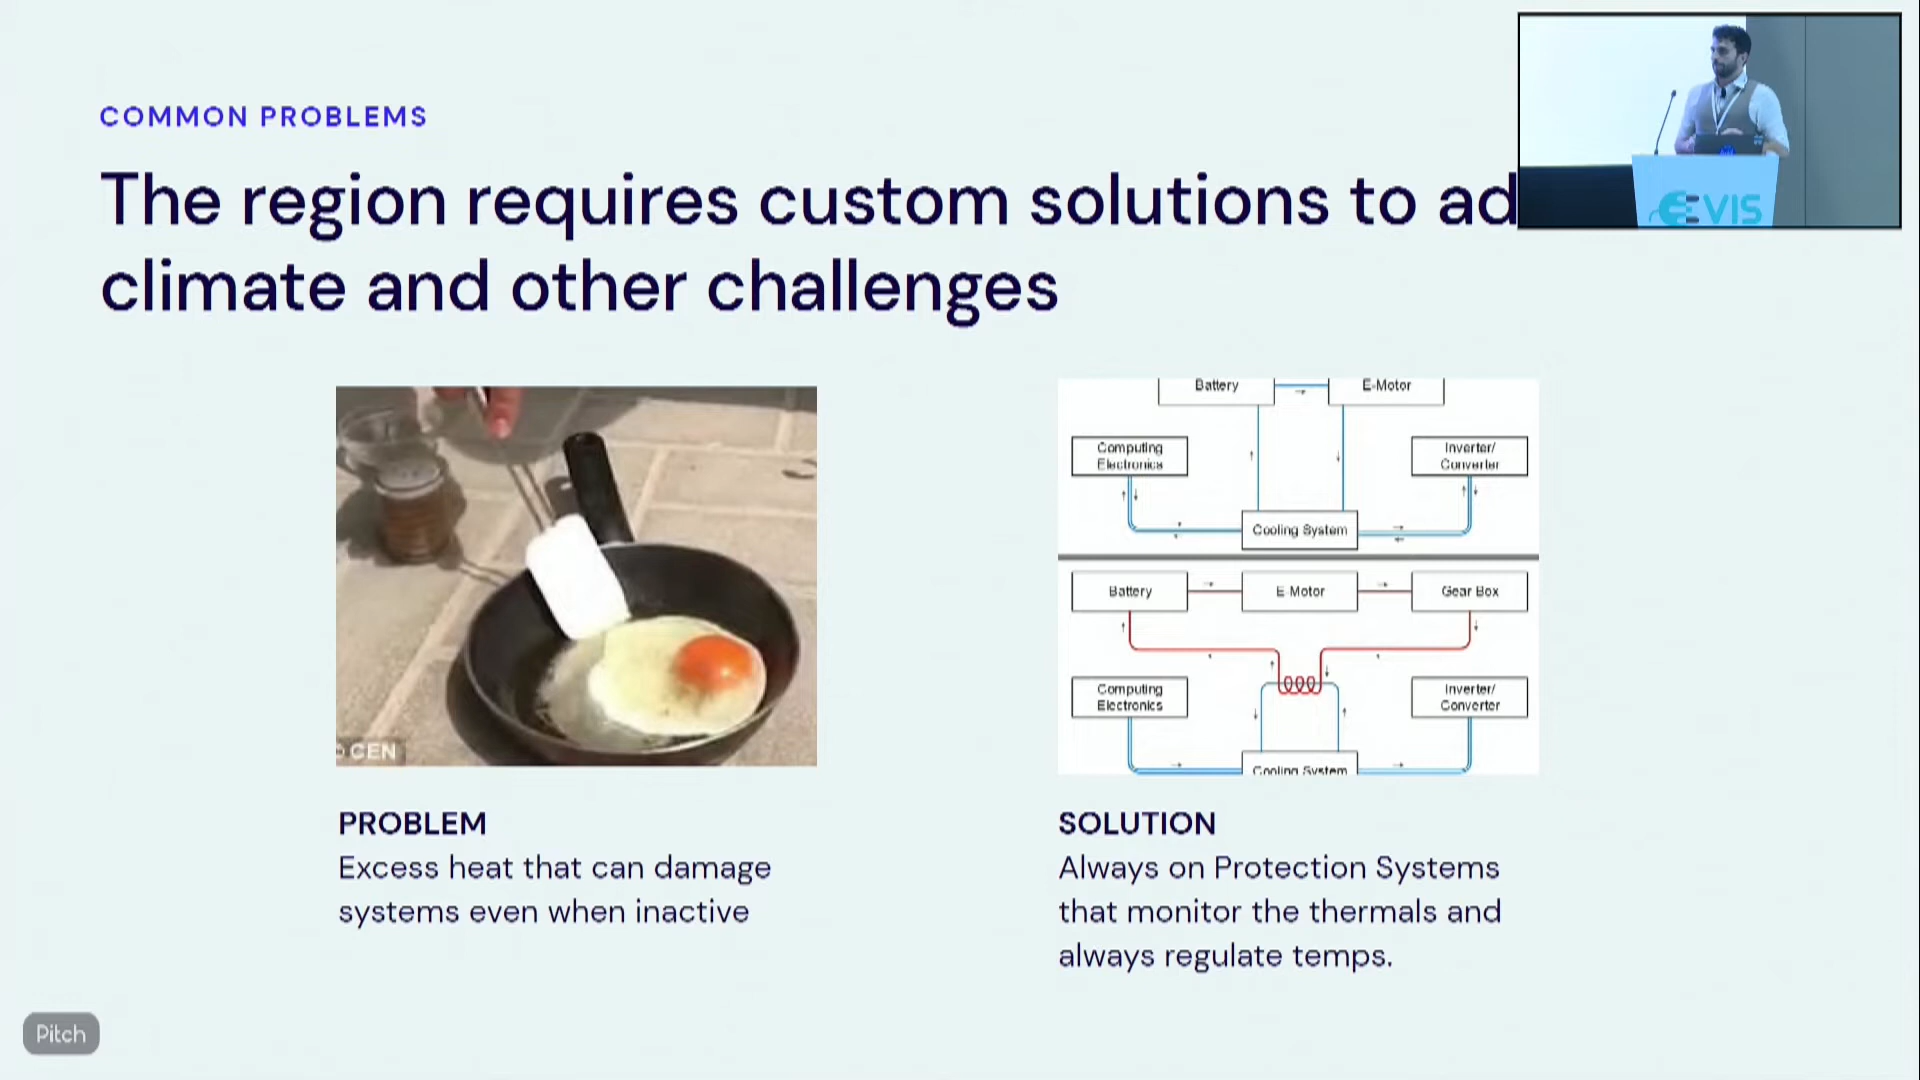 COMMON PROBLEMS
The region requires custom solutions to ad
climate and other challenges
EVIS
CEN
Battery
E-Motor
Computing
Electronics
Inverter/
Converter
Cooling System
Battery
E Motor
Gear Box
Computing
Electronics
Inverter/
Converter
Cooling System
PROBLEM
Excess heat that can damage
systems even when inactive
SOLUTION
Always on Protection Systems
that monitor the thermals and
always regulate temps.
Pitch